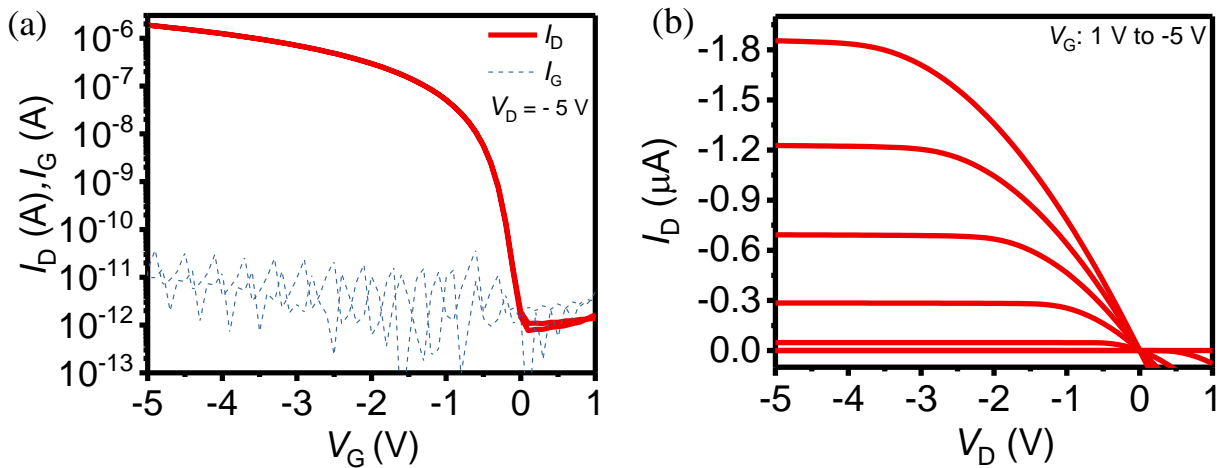 (a)
I_D (A), I_G (A)
10^-6
10^-7
10^-8
10^-9
10^-10
10^-11
10^-12
10^-13
I_D
I_G
V_D = - 5 V
-5 -4 -3 -2 -1 0 1
V_G (V)
(b)
I_D (μA)
-1.8
-1.5
-1.2
-0.9
-0.6
-0.3
0.0
V_G: 1 V to -5 V
-5 -4 -3 -2 -1 0 1
V_D (V)